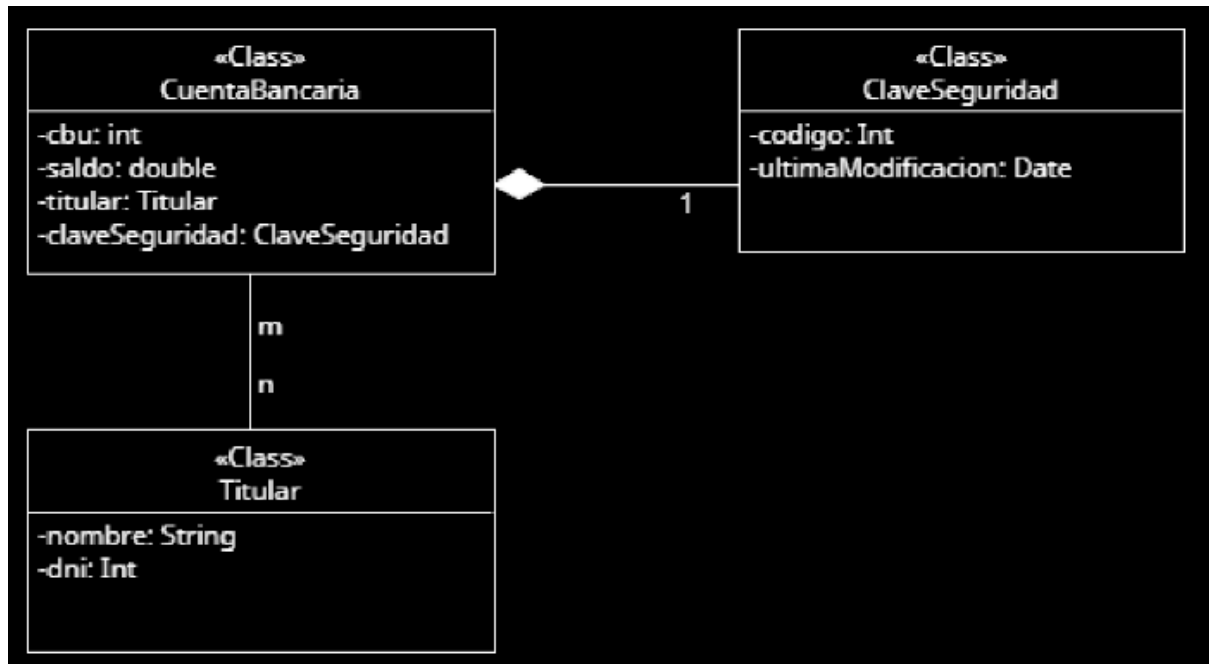 «Class»
CuentaBancaria
-cbu: int
-saldo: double
-titular: Titular
-claveSeguridad: ClaveSeguridad
«Class»
ClaveSeguridad
-codigo: Int
-ultimaModificacion: Date
1
m
n
«Class»
Titular
-nombre: String
-dni: Int